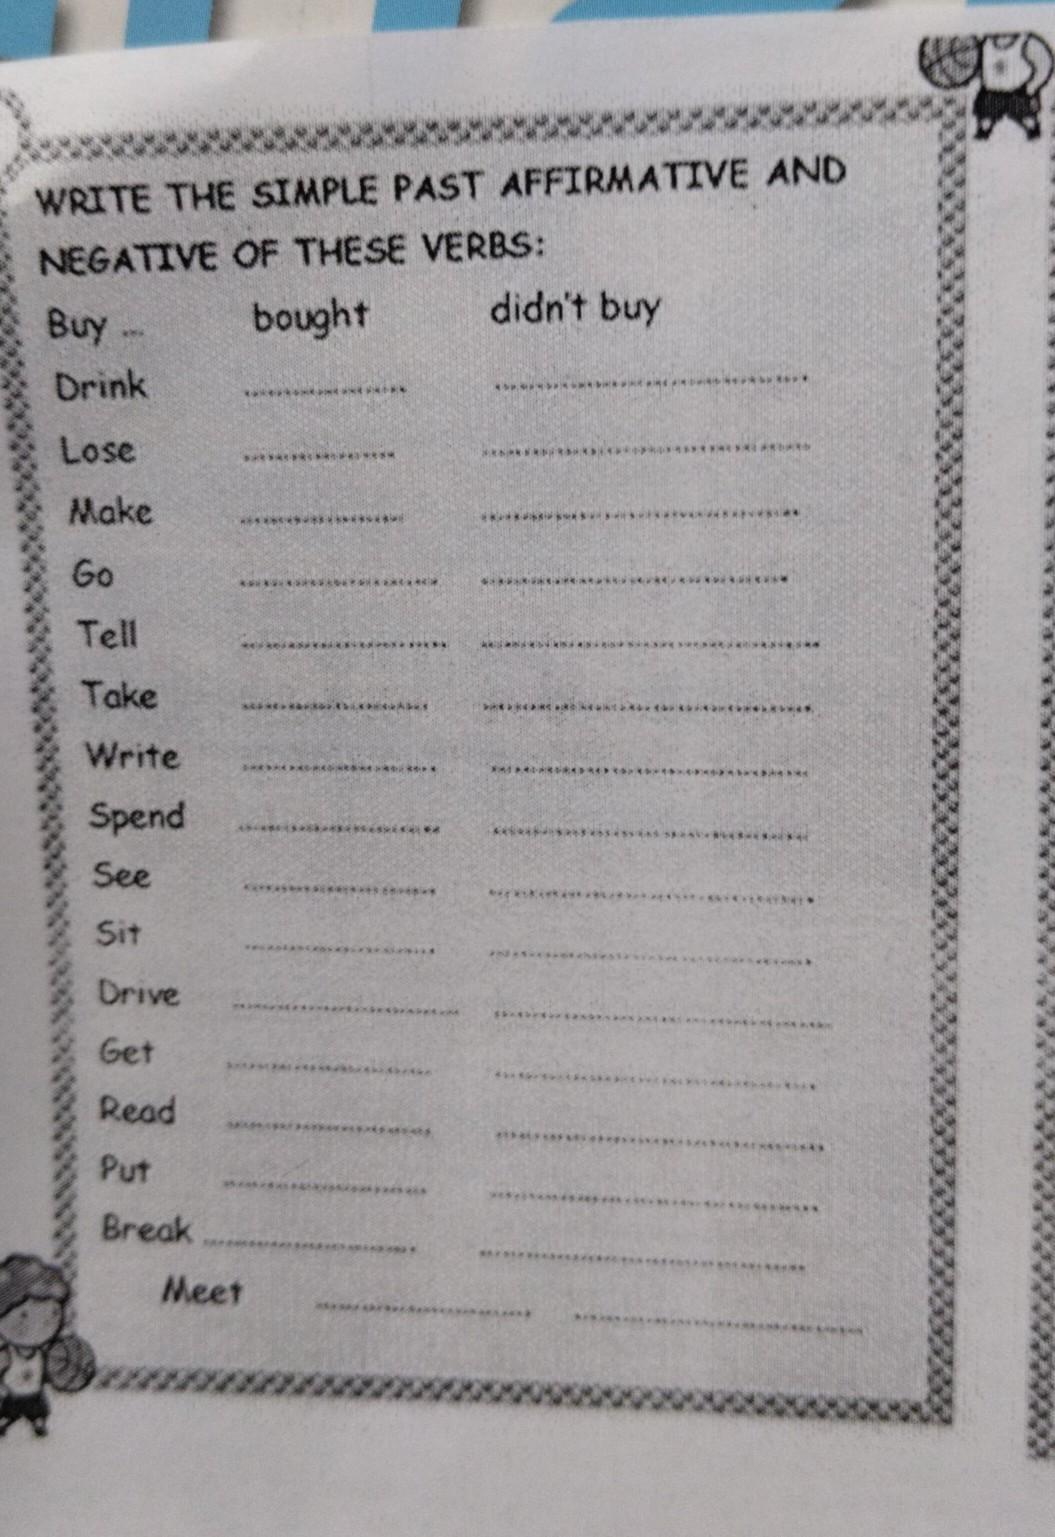 WRITE THE SIMPLE PAST AFFIRMATIVE AND
NEGATIVE OF THESE VERBS:
Buy ... bought didn't buy
Drink ........................ ........................
Lose ........................ ........................
Make ........................ ........................
Go ........................ ........................
Tell ........................ ........................
Take ........................ ........................
Write ........................ ........................
Spend ........................ ........................
See ........................ ........................
Sit ........................ ........................
Drive ........................ ........................
Get ........................ ........................
Read ........................ ........................
Put ........................ ........................
Break ........................ ........................
Meet ........................ ........................